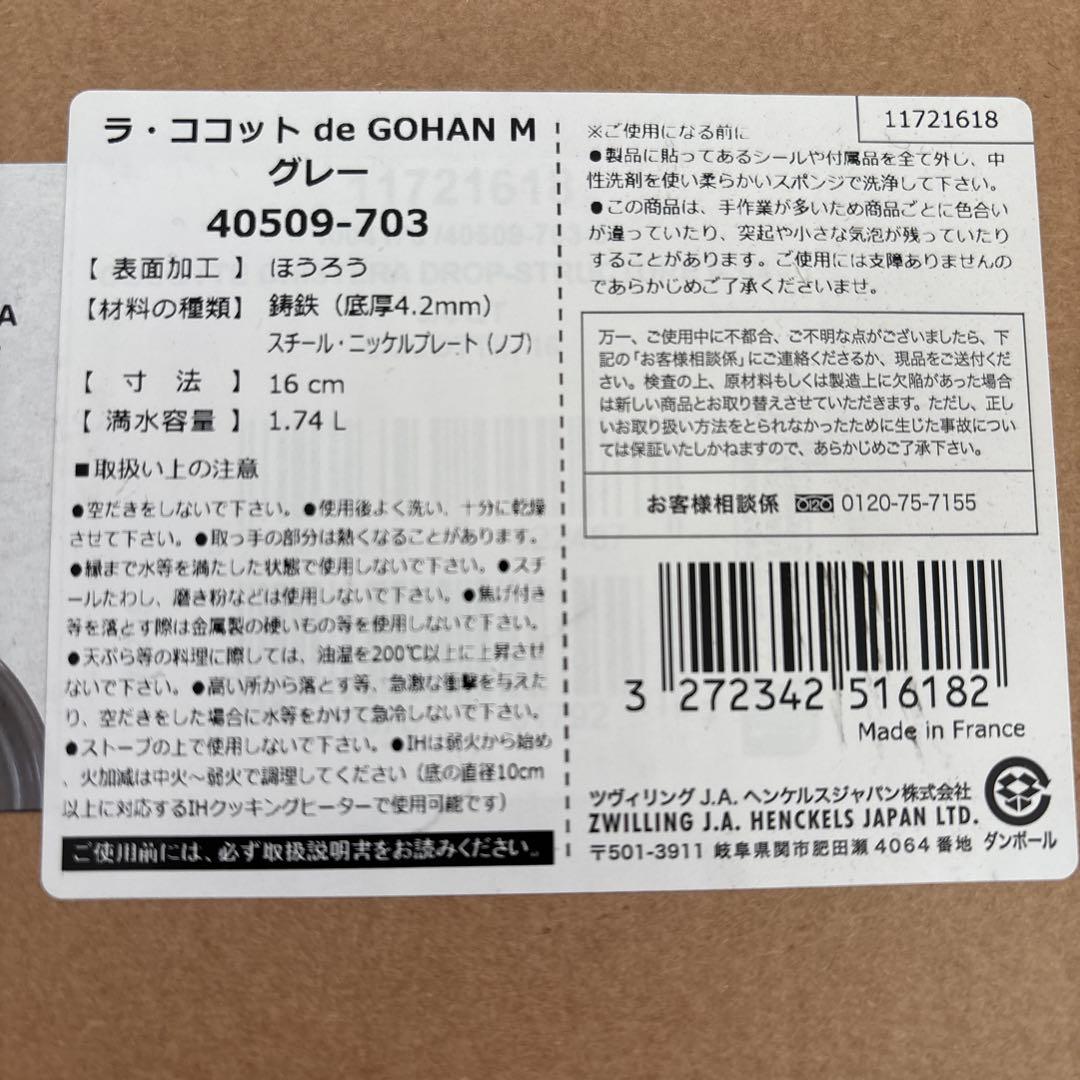 ラ・ココット de GOHAN M
グレー
40509-703
【 表面加工 】 ほうろう
【材料の種類】 鋳鉄（底厚4.2mm）
スチール・ニッケルプレート（ノブ）
【 寸 法 】 16 cm
【 満水容量 】 1.74 L
■取扱い上の注意
●空だきをしないで下さい。●使用後よく洗い、十分に乾燥
させて下さい。●取っ手の部分は熱くなることがあります。
●縁まで水等を満たした状態で使用しないで下さい。●スチ
ールたわし、磨き粉などは使用しないで下さい。●焦げ付き
等を落とす際は金属製の硬いもの等を使用しないで下さい。
●天ぷら等の料理に際しては、油温を200℃以上に上昇させ
ないで下さい。●高い所から落とす等、急激な衝撃を与えた
り、空だきをした場合に水等をかけて急冷しないで下さい。
●ストーブの上で使用しないで下さい。●IHは弱火から始め
、火加減は中火～弱火で調理してください（底の直径10cm
以上に対応するIHクッキングヒーターで使用可能です）
ご使用前には、必ず取扱説明書をお読みください。
11721618
※ご使用になる前に
●製品に貼ってあるシールや付属品を全て外し、中
性洗剤を使い柔らかいスポンジで洗浄して下さい。
●この商品は、手作業が多いため商品ごとに色合い
が違っていたり、突起や小さな気泡が残っていたり
することがあります。ご使用には支障ありませんの
であらかじめご了承くださいませ。
万一、ご使用中に不都合、ご不明な点がございましたら、下
記の「お客様相談係」にご連絡くださるか、現品をご送付くだ
さい。検査の上、原材料もしくは製造上に欠陥があった場合
は新しい商品とお取り替えさせていただきます。ただし、正し
いお取り扱い方法をとられなかったために生じた事故につい
ては保証いたしかねますので、あらかじめご了承下さい。
お客様相談係 0120-75-7155
3 272342 516182
Made in France
ツヴィリング J.A. ヘンケルスジャパン株式会社
ZWILLING J.A. HENCKELS JAPAN LTD.
〒501-3911 岐阜県関市肥田瀬 4064 番地
ダンボール
A